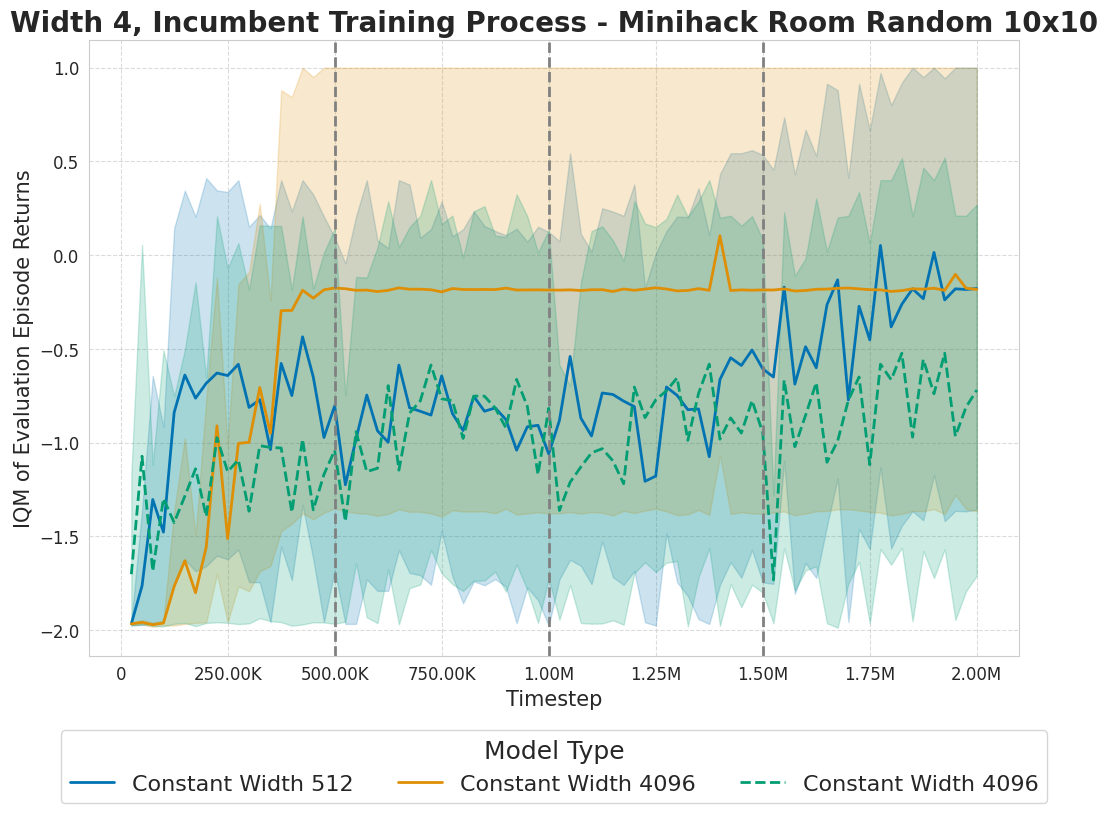 Width 4, Incumbent Training Process - Minihack Room Random 10x10
IQM of Evaluation Episode Returns
1.0
0.5
0.0
−0.5
−1.0
−1.5
−2.0
0 250.00K 500.00K 750.00K 1.00M 1.25M 1.50M 1.75M 2.00M
Timestep
Model Type
Constant Width 512 Constant Width 4096 Constant Width 4096